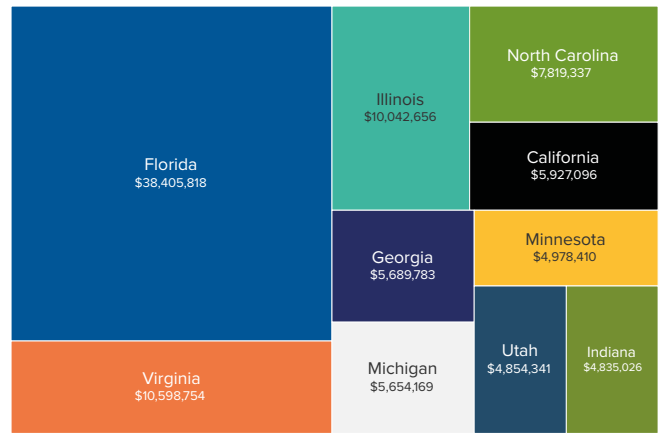 Florida
$38,405,818
Virginia
$10,598,754
Illinois
$10,042,656
North Carolina
$7,819,337
California
$5,927,096
Georgia
$5,689,783
Michigan
$5,654,169
Minnesota
$4,978,410
Utah
$4,854,341
Indiana
$4,835,026